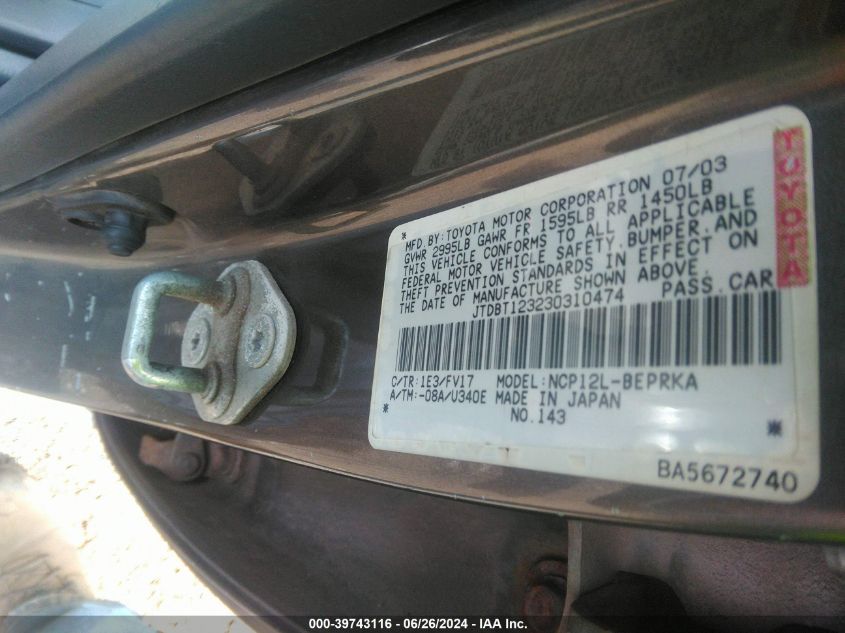 MFD.BY:TOYOTA MOTOR CORPORATION 07/03
GVWR 2995LB GAWR FR 1595LB RR 1450LB
THIS VEHICLE CONFORMS TO ALL APPLICABLE
FEDERAL MOTOR VEHICLE SAFETY,BUMPER,AND
THEFT PREVENTION STANDARDS IN EFFECT ON
THE DATE OF MANUFACTURE SHOWN ABOVE.
JTDBT123230310474 PASS.CAR
C/TR:1E3/FV17 MODEL:NCP12L-BEPRKA
A/TM:-08A/U340E MADE IN JAPAN
NO.143
BA5672740
TOYOTA
000-39743116 / 06/26/2024 - IAA Inc.